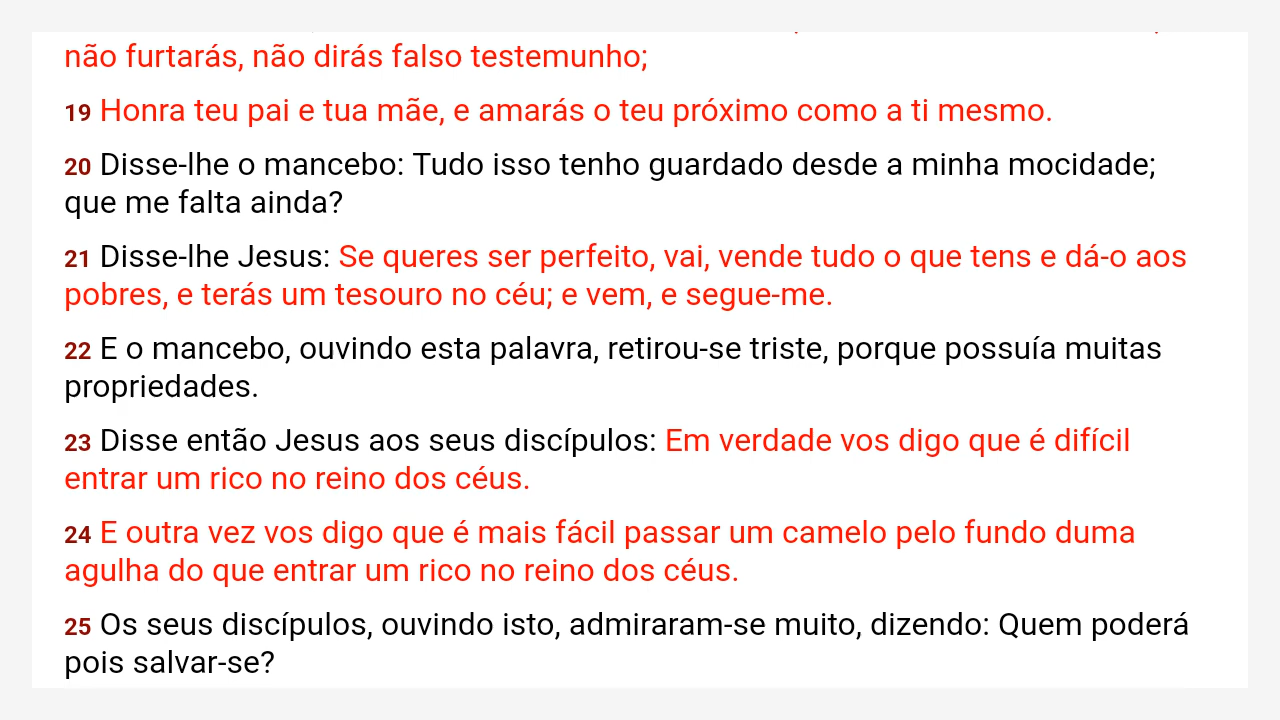 não furtarás, não dirás falso testemunho;
19 Honra teu pai e tua mãe, e amarás o teu próximo como a ti mesmo.
20 Disse-lhe o mancebo: Tudo isso tenho guardado desde a minha mocidade;
que me falta ainda?
21 Disse-lhe Jesus: Se queres ser perfeito, vai, vende tudo o que tens e dá-o aos
pobres, e terás um tesouro no céu; e vem, e segue-me.
22 E o mancebo, ouvindo esta palavra, retirou-se triste, porque possuía muitas
propriedades.
23 Disse então Jesus aos seus discípulos: Em verdade vos digo que é difícil
entrar um rico no reino dos céus.
24 E outra vez vos digo que é mais fácil passar um camelo pelo fundo duma
agulha do que entrar um rico no reino dos céus.
25 Os seus discípulos, ouvindo isto, admiraram-se muito, dizendo: Quem poderá
pois salvar-se?